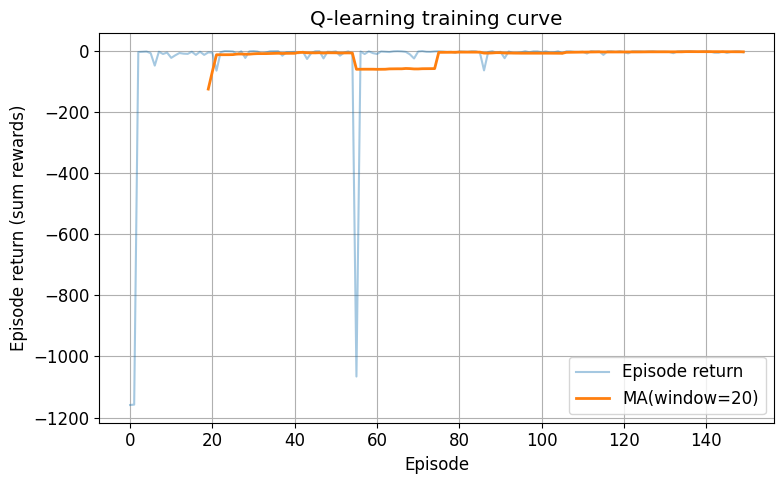 Q-learning training curve
Episode return (sum rewards)
0
−200
−400
−600
−800
−1000
−1200
0 20 40 60 80 100 120 140
Episode
Episode return
MA(window=20)